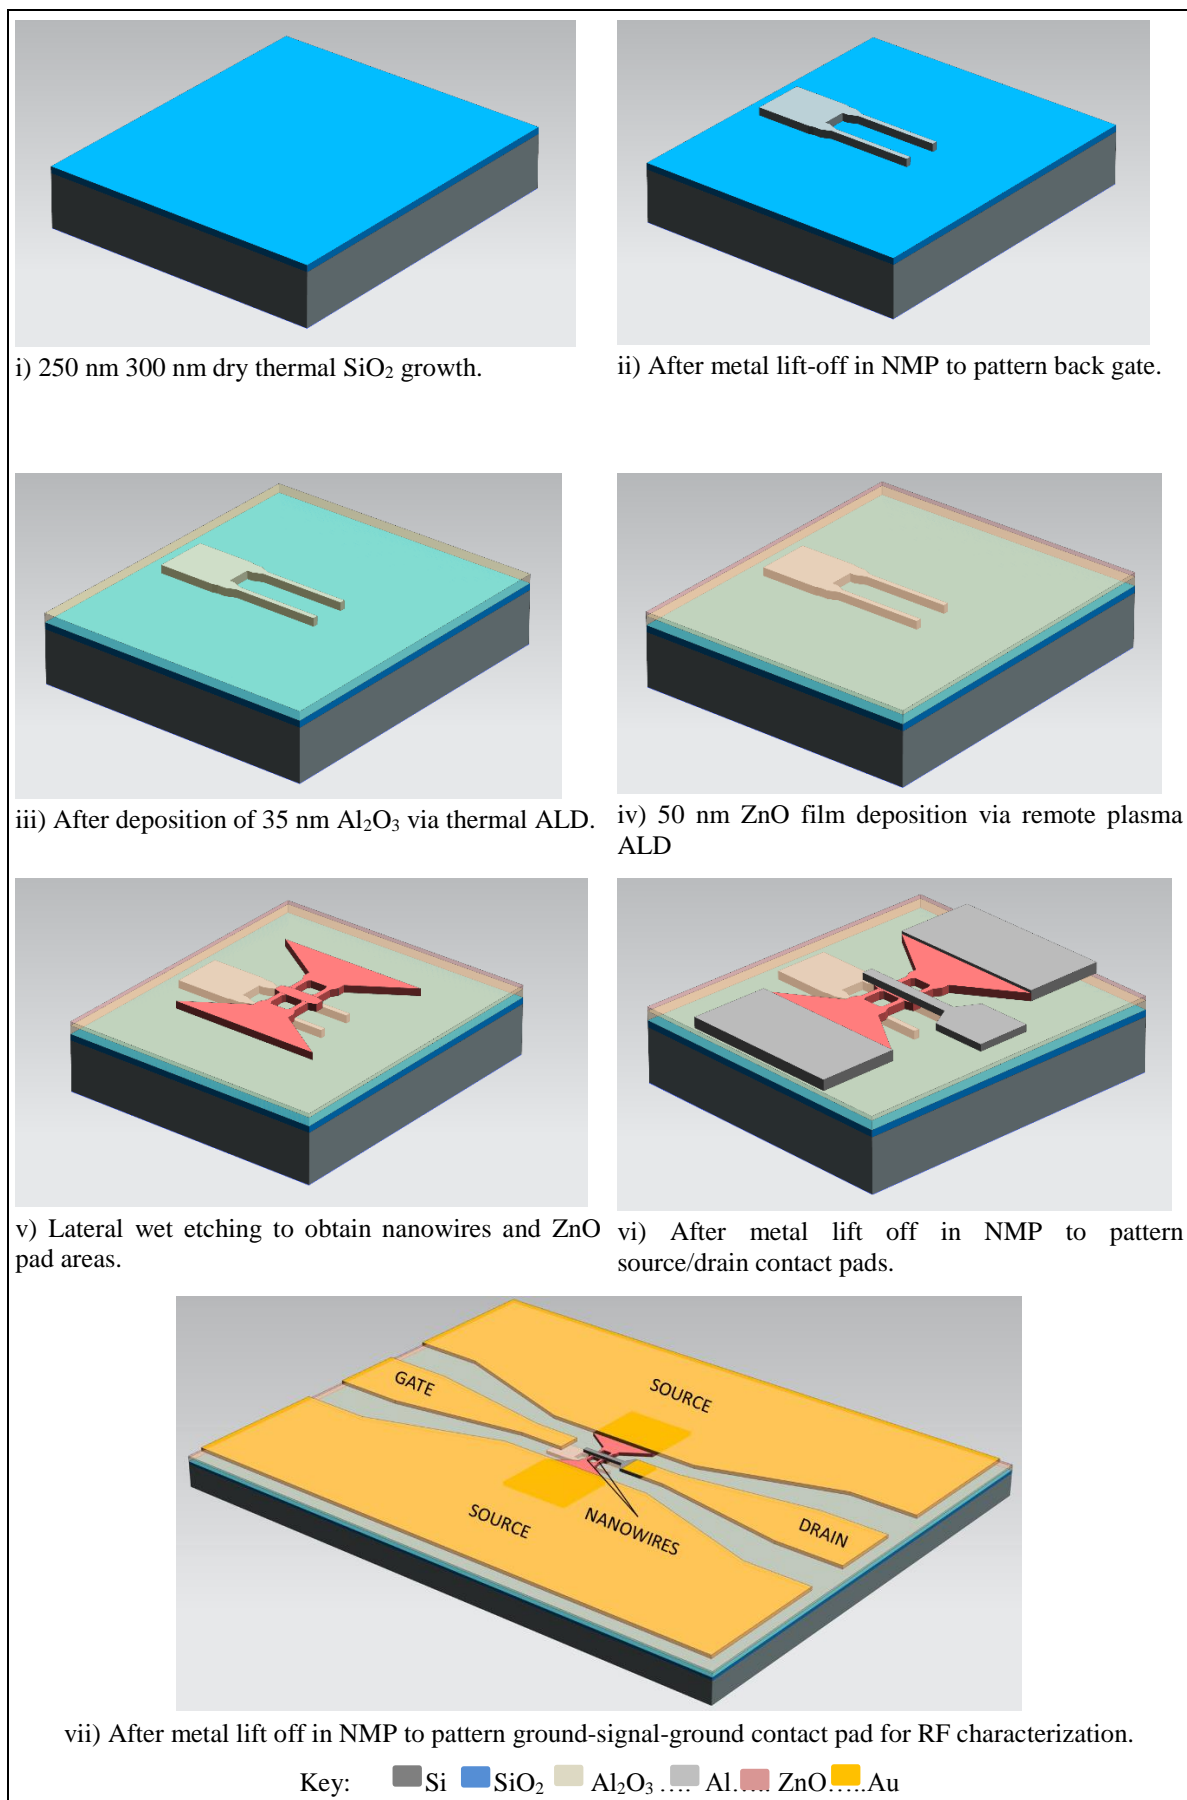 i) 250 nm 300 nm dry thermal SiO₂ growth.
ii) After metal lift-off in NMP to pattern back gate.
iii) After deposition of 35 nm Al₂O₃ via thermal ALD.
iv) 50 nm ZnO film deposition via remote plasma
ALD
v) Lateral wet etching to obtain nanowires and ZnO
pad areas.
vi) After metal lift off in NMP to pattern
source/drain contact pads.
GATE
SOURCE
SOURCE
NANOWIRES
DRAIN
vii) After metal lift off in NMP to pattern ground-signal-ground contact pad for RF characterization.
Key: Si SiO₂ Al₂O₃ …. Al….. ZnO…..Au